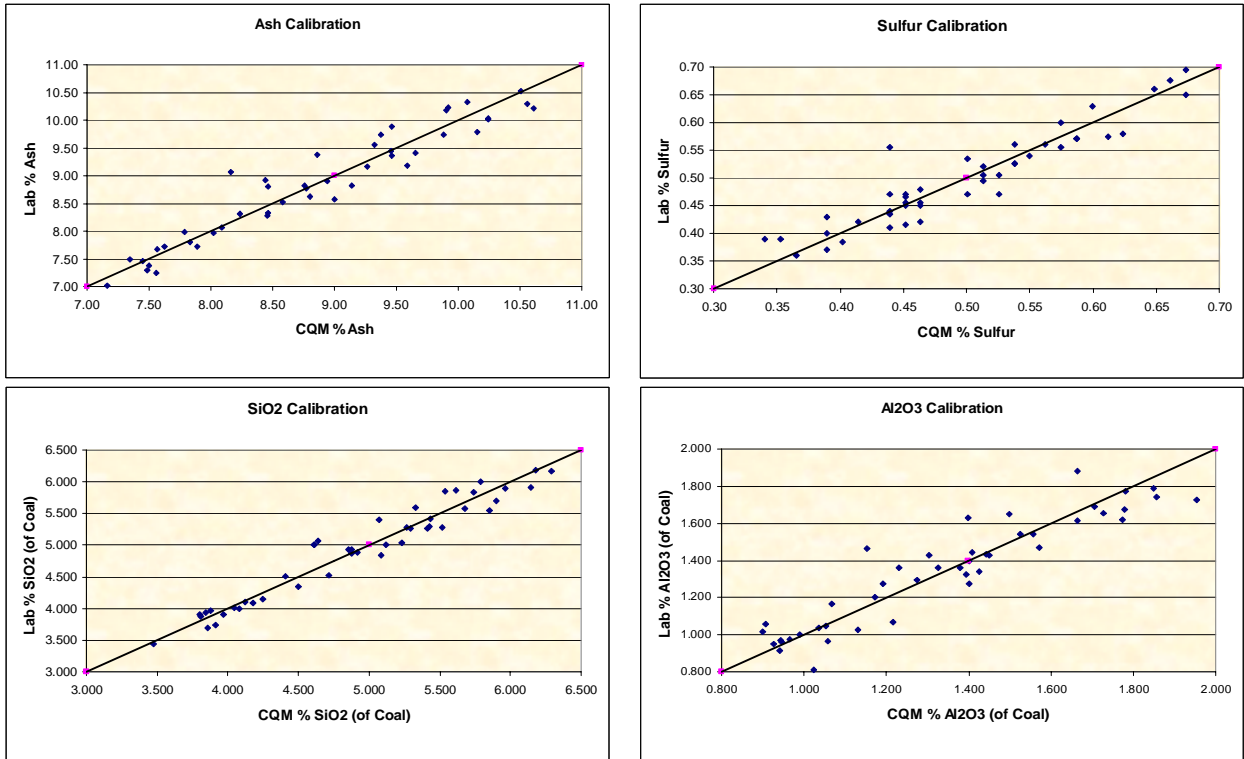 Ash Calibration
11.00
10.50
10.00
9.50
9.00
8.50
8.00
7.50
7.00
Lab % Ash
7.00 7.50 8.00 8.50 9.00 9.50 10.00 10.50 11.00
CQM % Ash
Sulfur Calibration
0.70
0.65
0.60
0.55
0.50
0.45
0.40
0.35
0.30
Lab % Sulfur
0.30 0.35 0.40 0.45 0.50 0.55 0.60 0.65 0.70
CQM % Sulfur
SiO2 Calibration
6.500
6.000
5.500
5.000
4.500
4.000
3.500
3.000
Lab % SiO2 (of Coal)
3.000 3.500 4.000 4.500 5.000 5.500 6.000 6.500
CQM % SiO2 (of Coal)
Al2O3 Calibration
2.000
1.800
1.600
1.400
1.200
1.000
0.800
Lab % Al2O3 (of Coal)
0.800 1.000 1.200 1.400 1.600 1.800 2.000
CQM % Al2O3 (of Coal)